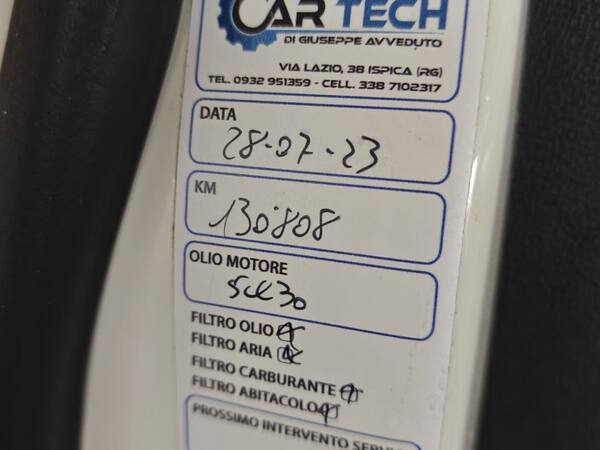 CAR TECH
DI GIUSEPPE AVVEDUTO
VIA LAZIO, 38 ISPICA (RG)
TEL. 0932 951359 - CELL. 338 7102317
DATA
28-07-23
KM
130808
OLIO MOTORE
FILTRO OLIO
FILTRO ARIA
FILTRO CARBURANTE
FILTRO ABITACOLO
PROSSIMO INTERVENTO